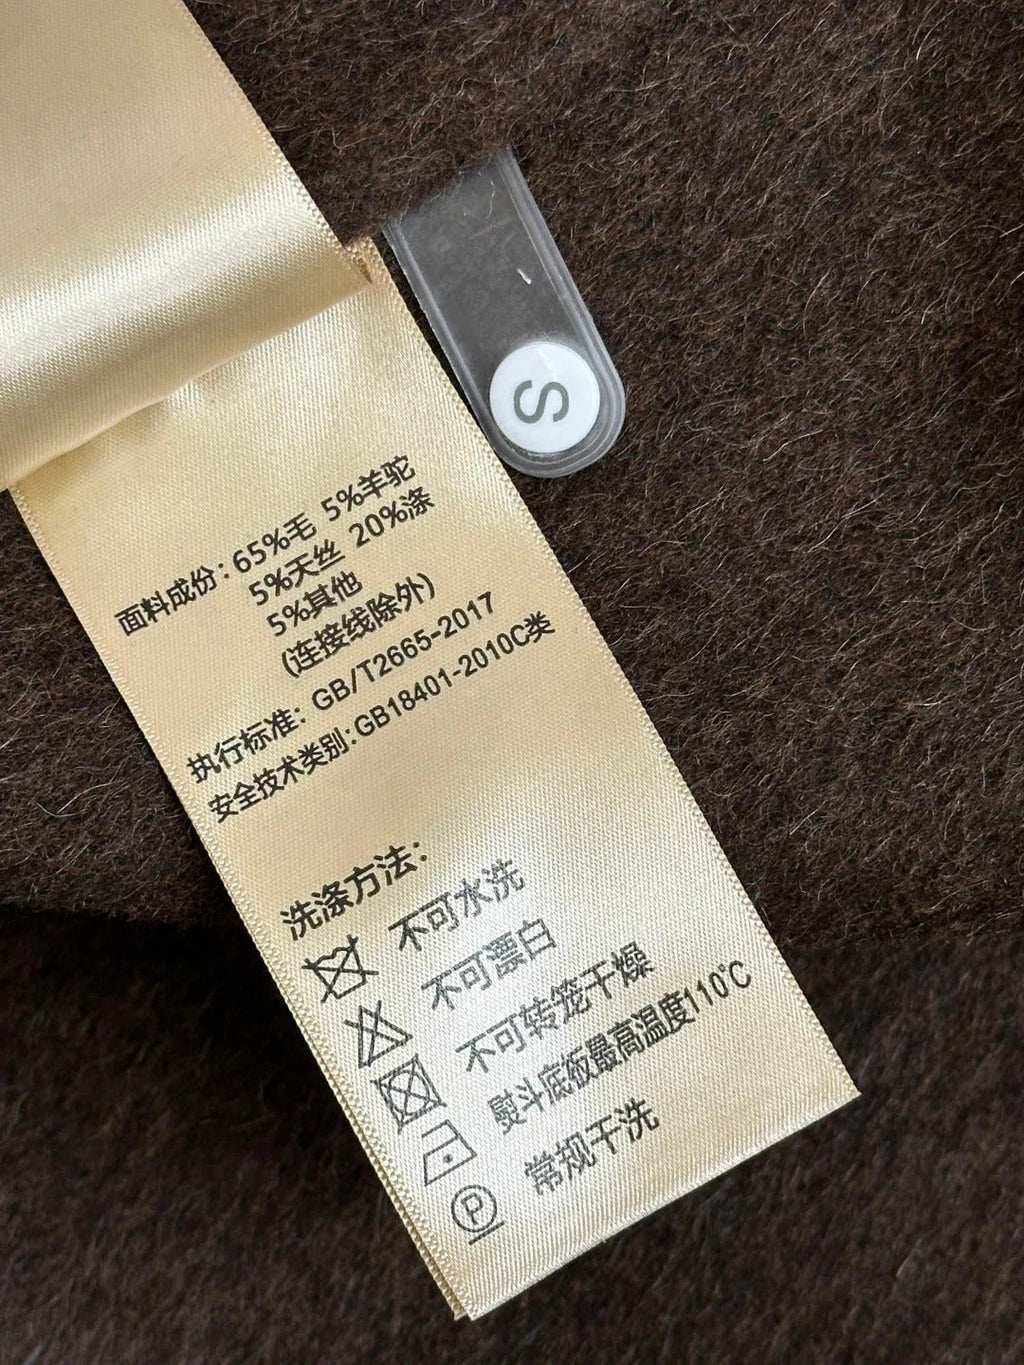 S
面料成份：65%毛 5%羊驼
5%天丝 20%涤
5%其他
(连接线除外)
执行标准：GB/T2665-2017
安全技术类别:GB18401-2010C类
洗涤方法：
不可水洗
不可漂白
不可转笼干燥
熨斗底板最高温度110℃
P 常规干洗